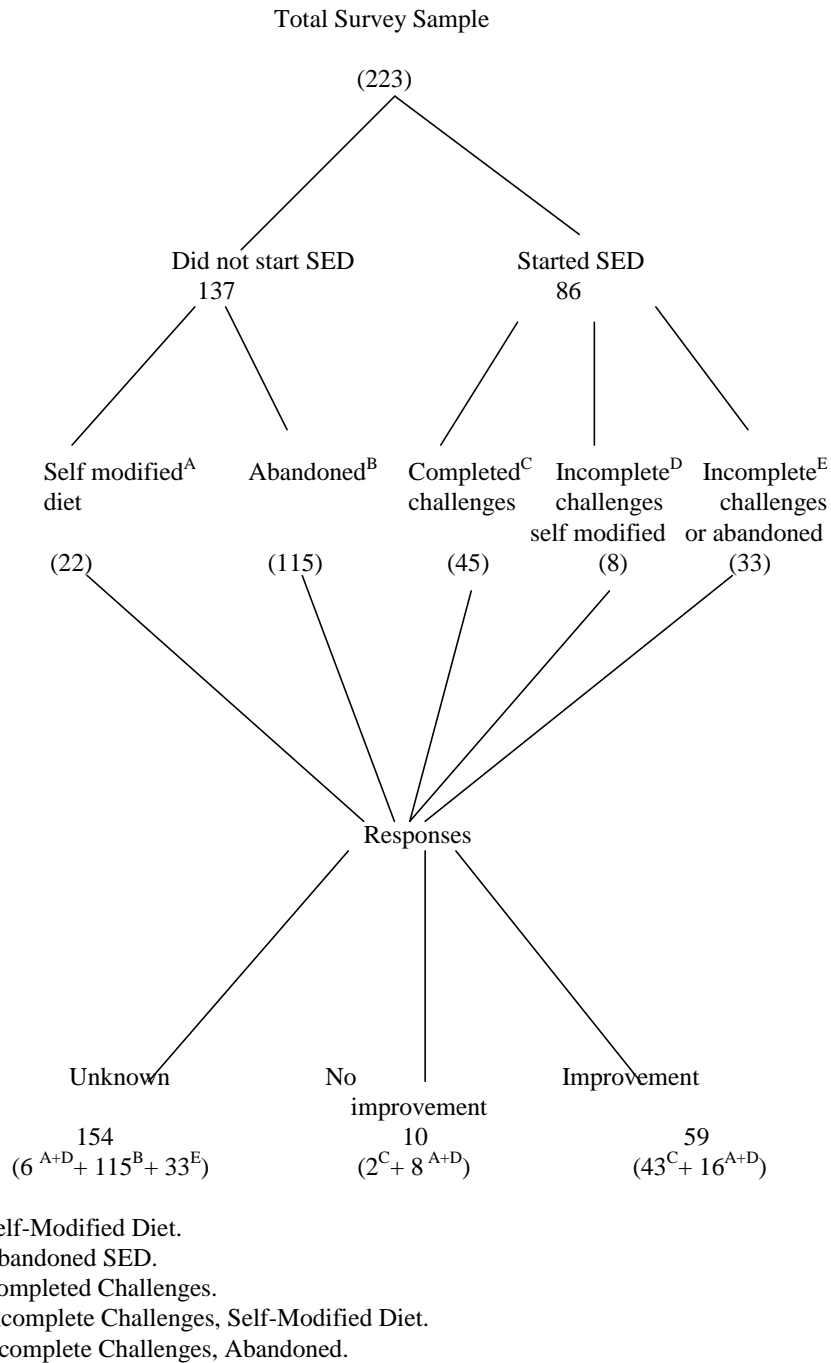 Total Survey Sample
(223)
Did not start SED Started SED
137 86
Self modified^A Abandoned^B Completed^C Incomplete^D Incomplete^E
diet challenges challenges challenges
self modified or abandoned
(22) (115) (45) (8) (33)
Responses
Unknown No Improvement
improvement
154 10 59
(6 ^A+D + 115^B + 33^E) (2^C + 8 ^A+D) (43^C + 16^A+D)
elf-Modified Diet.
bandoned SED.
ompleted Challenges.
ncomplete Challenges, Self-Modified Diet.
complete Challenges, Abandoned.